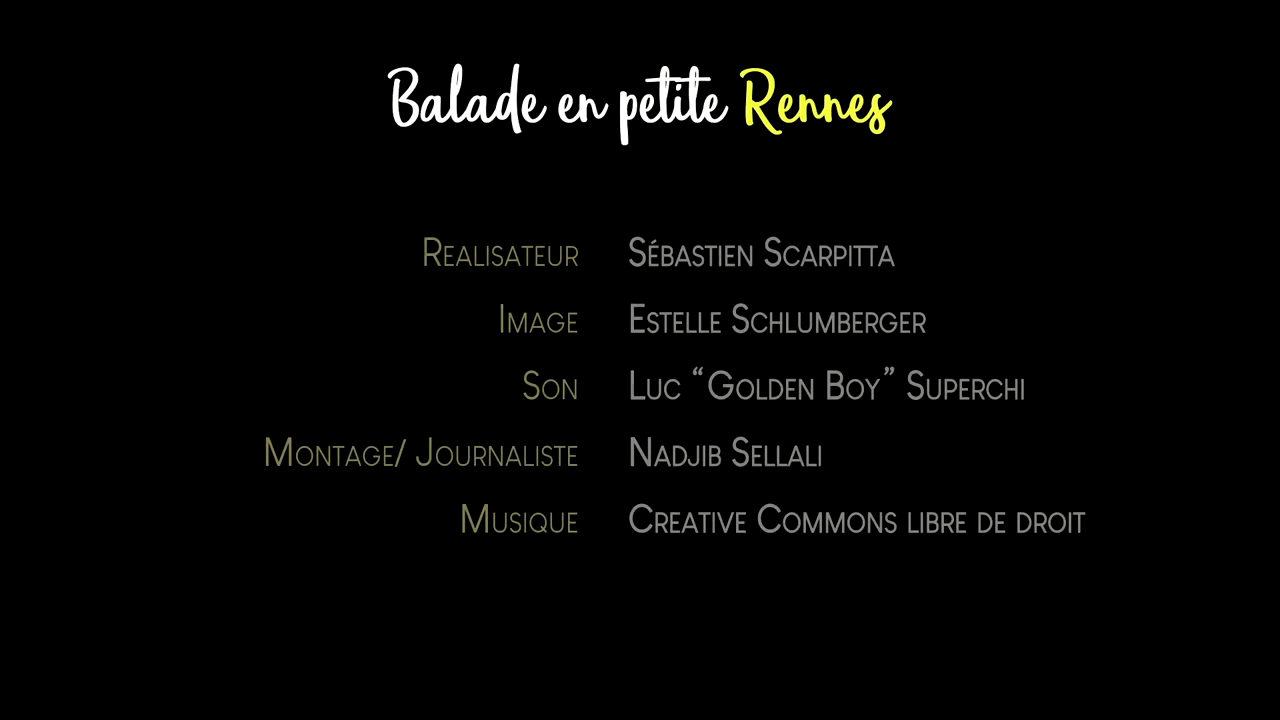 Balade en petite Rennes
Realisateur Sébastien Scarpitta
Image Estelle Schlumberger
Son Luc “Golden Boy” Superchi
Montage/ Journaliste Nadjib Sellali
Musique Creative Commons libre de droit